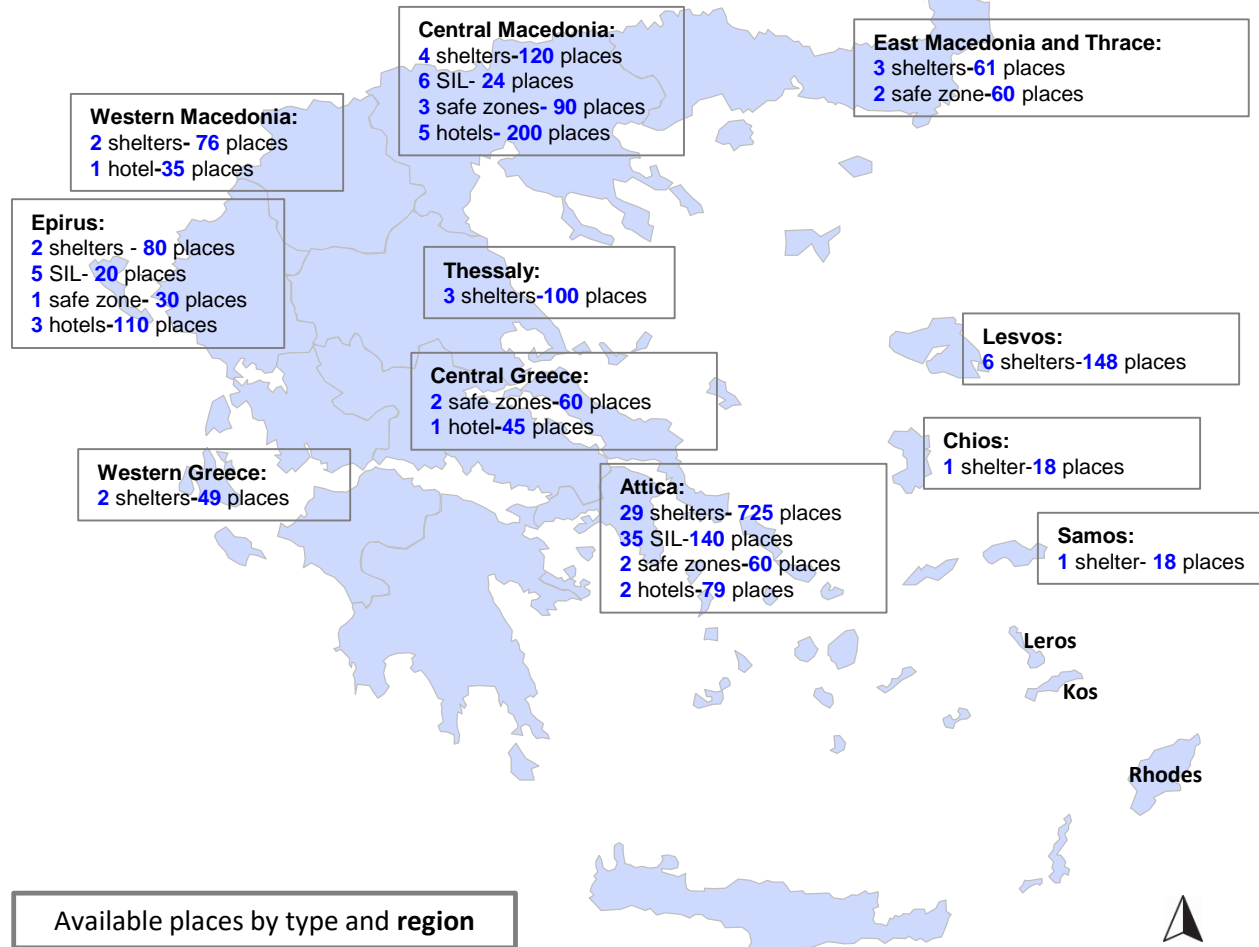 Central Macedonia:
4 shelters-120 places
6 SIL- 24 places
3 safe zones- 90 places
5 hotels- 200 places
East Macedonia and Thrace:
3 shelters-61 places
2 safe zone-60 places
Western Macedonia:
2 shelters- 76 places
1 hotel-35 places
Epirus:
2 shelters - 80 places
5 SIL- 20 places
1 safe zone- 30 places
3 hotels-110 places
Thessaly:
3 shelters-100 places
Lesvos:
6 shelters-148 places
Central Greece:
2 safe zones-60 places
1 hotel-45 places
Chios:
1 shelter-18 places
Western Greece:
2 shelters-49 places
Attica:
29 shelters- 725 places
35 SIL-140 places
2 safe zones-60 places
2 hotels-79 places
Samos:
1 shelter- 18 places
Leros
Kos
Rhodes
Available places by type and region